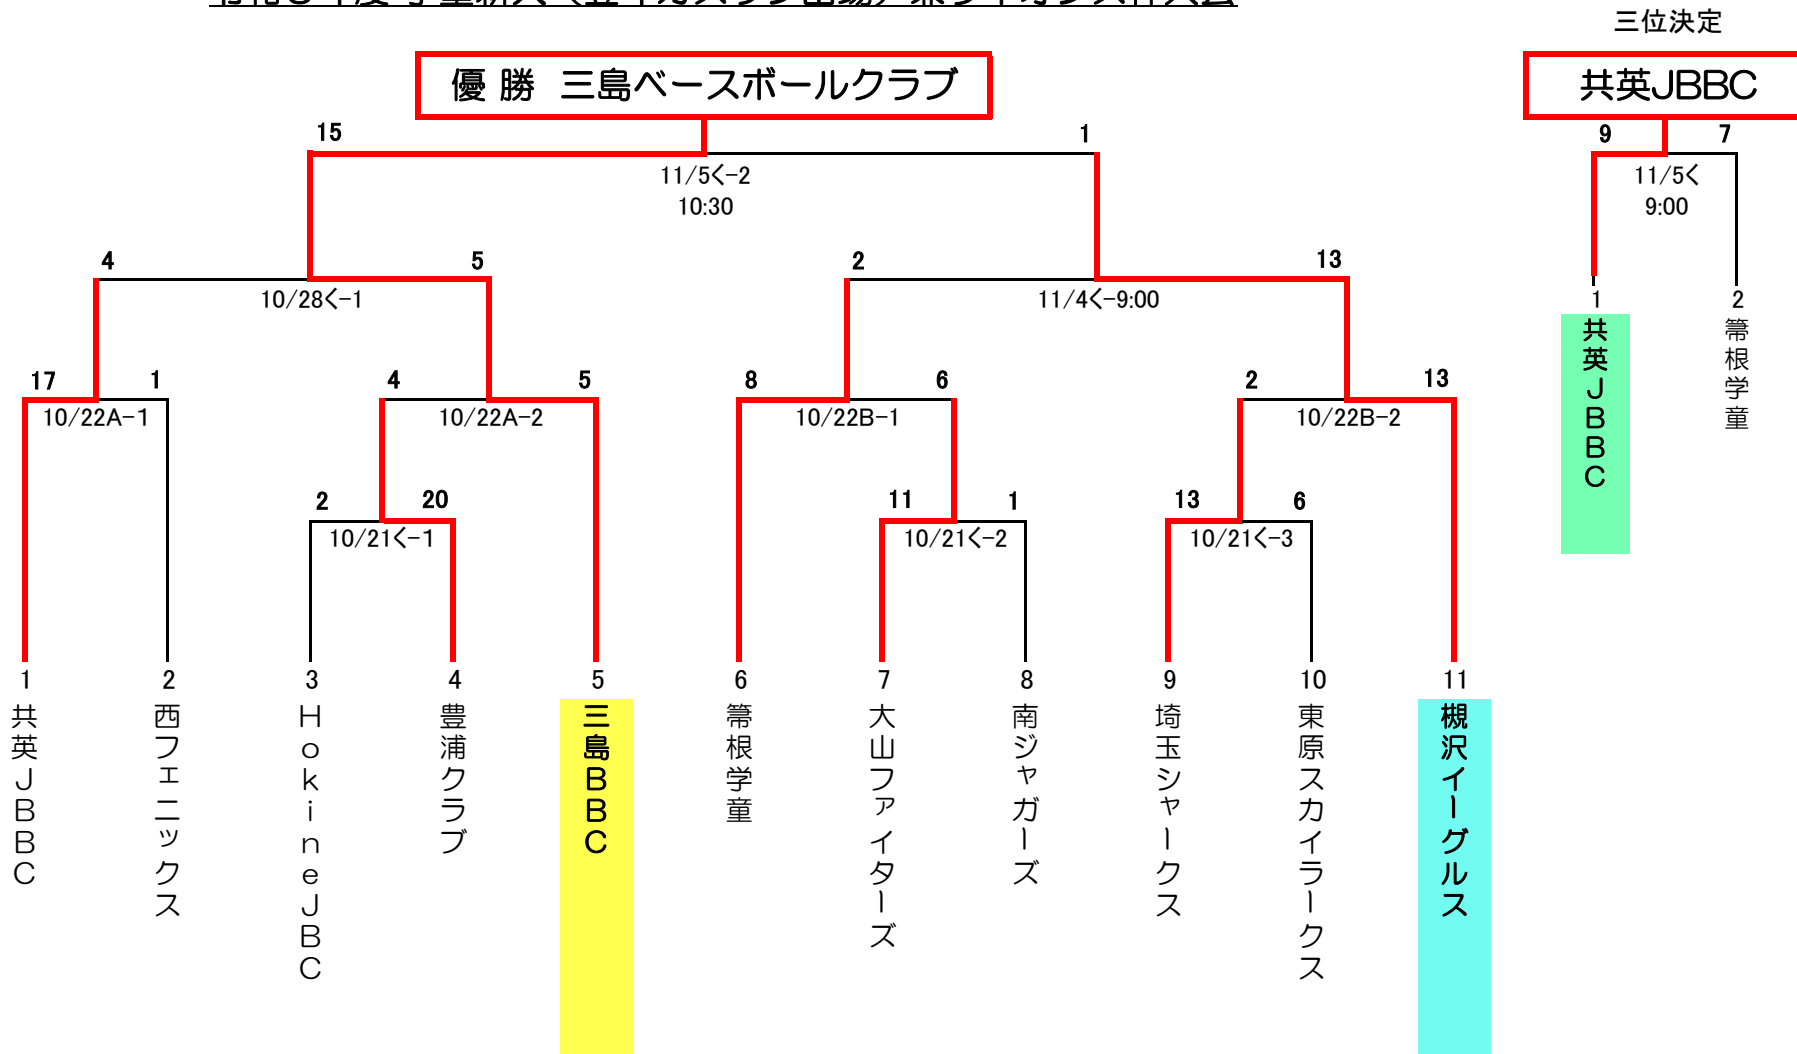 三位決定
優 勝 三島ベースボールクラブ
共英JBBC
15
1
9
7
11/5く-2
10:30
11/5く
9:00
4
5
2
13
10/28く-1
11/4く-9:00
1
2
共英JBBC
箒根学童
17
1
4
5
8
6
2
13
10/22A-1
10/22A-2
10/22B-1
10/22B-2
2
20
11
1
13
6
10/21く-1
10/21く-2
10/21く-3
1
2
3
4
5
6
7
8
9
10
11
共英JBBC
西フェニックス
HokineJBC
豊浦クラブ
三島BBC
箒根学童
大山ファイターズ
南ジャガーズ
埼玉シャークス
東原スカイラークス
槻沢イーグルス